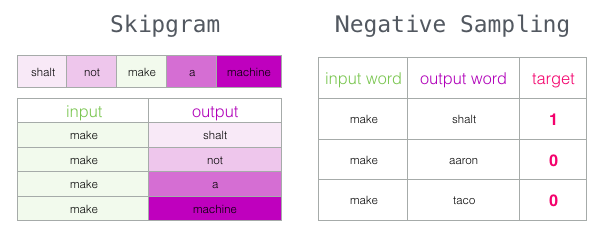 Skipgram
shalt not make a machine
input output
make shalt
make not
make a
make machine
Negative Sampling
input word output word target
make shalt 1
make aaron 0
make taco 0